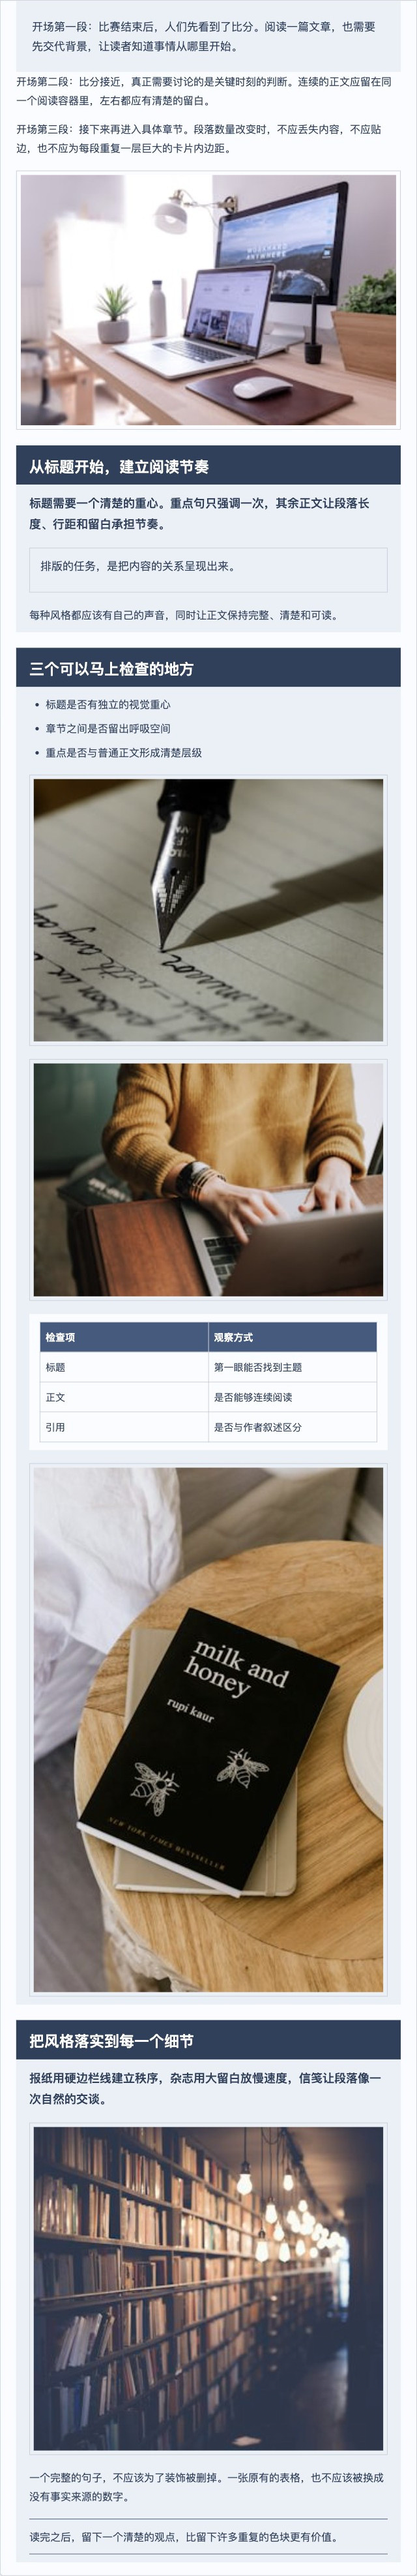 开场第一段：比赛结束后，人们先看到了比分。阅读一篇文章，也需要
先交代背景，让读者知道事情从哪里开始。
开场第二段：比分接近，真正需要讨论的是关键时刻的判断。连续的正文应留在同
一个阅读容器里，左右都应有清楚的留白。
开场第三段：接下来再进入具体章节。段落数量改变时，不应丢失内容，不应贴
边，也不应为每段重复一层巨大的卡片内边距。
从标题开始，建立阅读节奏
标题需要一个清楚的重心。重点句只强调一次，其余正文让段落长
度、行距和留白承担节奏。
排版的任务，是把内容的关系呈现出来。
每种风格都应该有自己的声音，同时让正文保持完整、清楚和可读。
三个可以马上检查的地方
• 标题是否有独立的视觉重心
• 章节之间是否留出呼吸空间
• 重点是否与普通正文形成清楚层级
检查项 观察方式
标题 第一眼能否找到主题
正文 是否能够连续阅读
引用 是否与作者叙述区分
milk and
honey
rupi kaur
NEW YORK TIMES BESTSELLER
把风格落实到每一个细节
报纸用硬边栏线建立秩序，杂志用大留白放慢速度，信笺让段落像一
次自然的交谈。
一个完整的句子，不应该为了装饰被删掉。一张原有的表格，也不应该被换成
没有事实来源的数字。
读完之后，留下一个清楚的观点，比留下许多重复的色块更有价值。